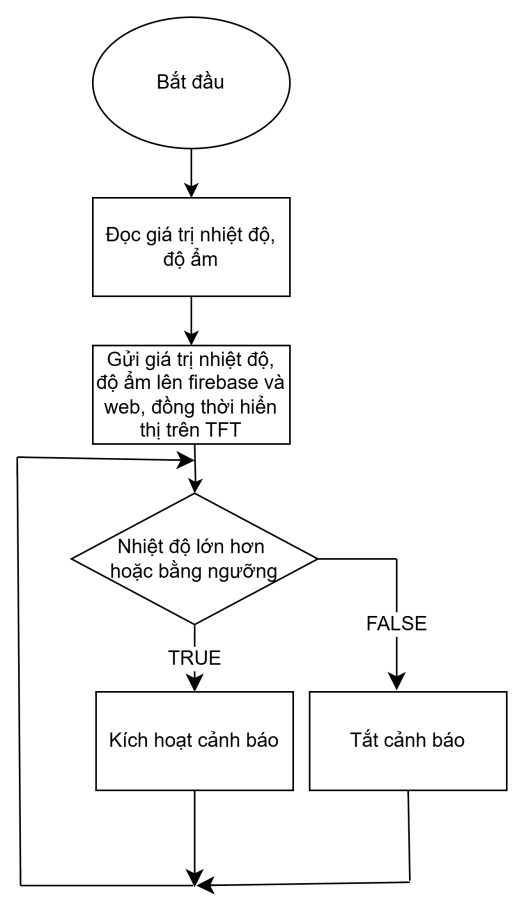 Bắt đầu
Đọc giá trị nhiệt độ,
độ ẩm
Gửi giá trị nhiệt độ,
độ ẩm lên firebase và
web, đồng thời hiển
thị trên TFT
Nhiệt độ lớn hơn
hoặc bằng ngưỡng
FALSE
TRUE
Kích hoạt cảnh báo
Tắt cảnh báo